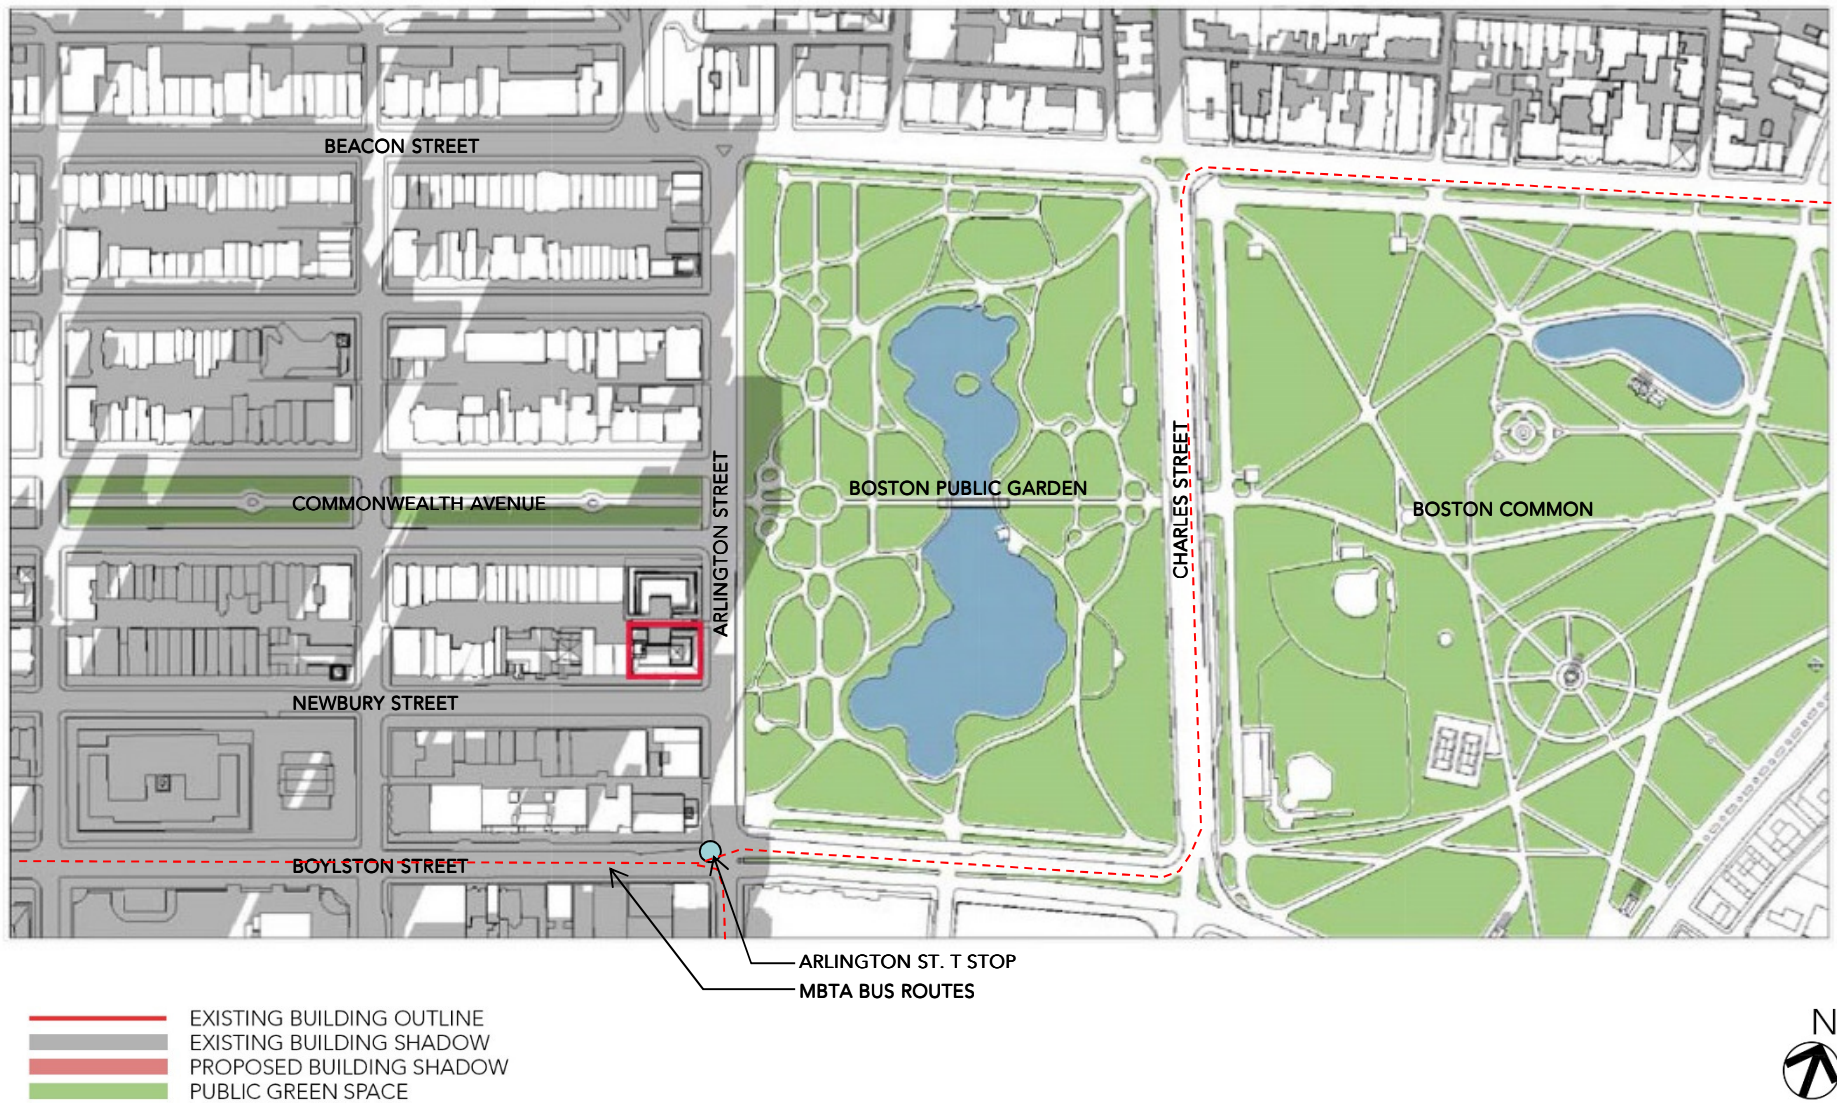 BEACON STREET
COMMONWEALTH AVENUE
ARLINGTON STREET
BOSTON PUBLIC GARDEN
CHARLES STREET
BOSTON COMMON
NEWBURY STREET
BOYLSTON STREET
ARLINGTON ST. T STOP
MBTA BUS ROUTES
EXISTING BUILDING OUTLINE
EXISTING BUILDING SHADOW
PROPOSED BUILDING SHADOW
PUBLIC GREEN SPACE
N